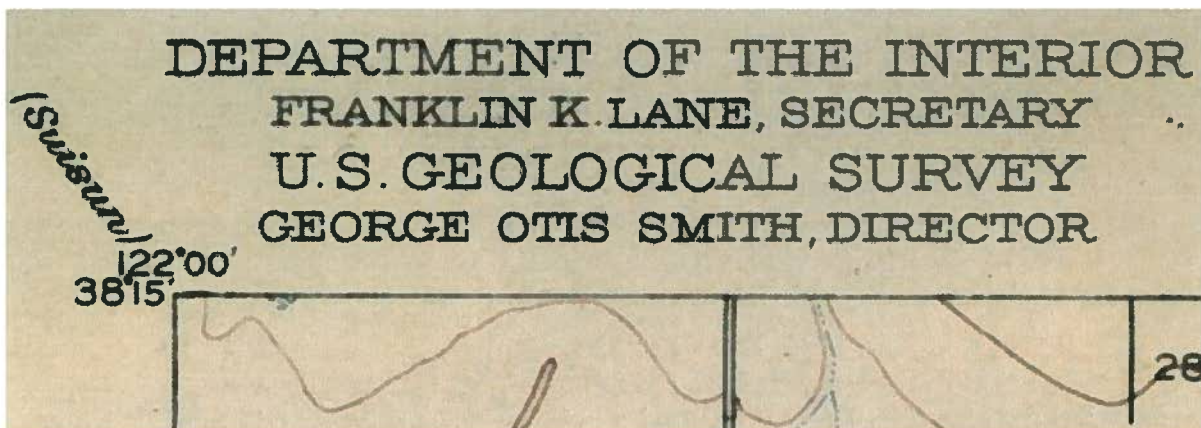 DEPARTMENT OF THE INTERIOR
FRANKLIN K. LANE, SECRETARY
U.S. GEOLOGICAL SURVEY
GEORGE OTIS SMITH, DIRECTOR
(Suisun)
122°00'
38°15'
28